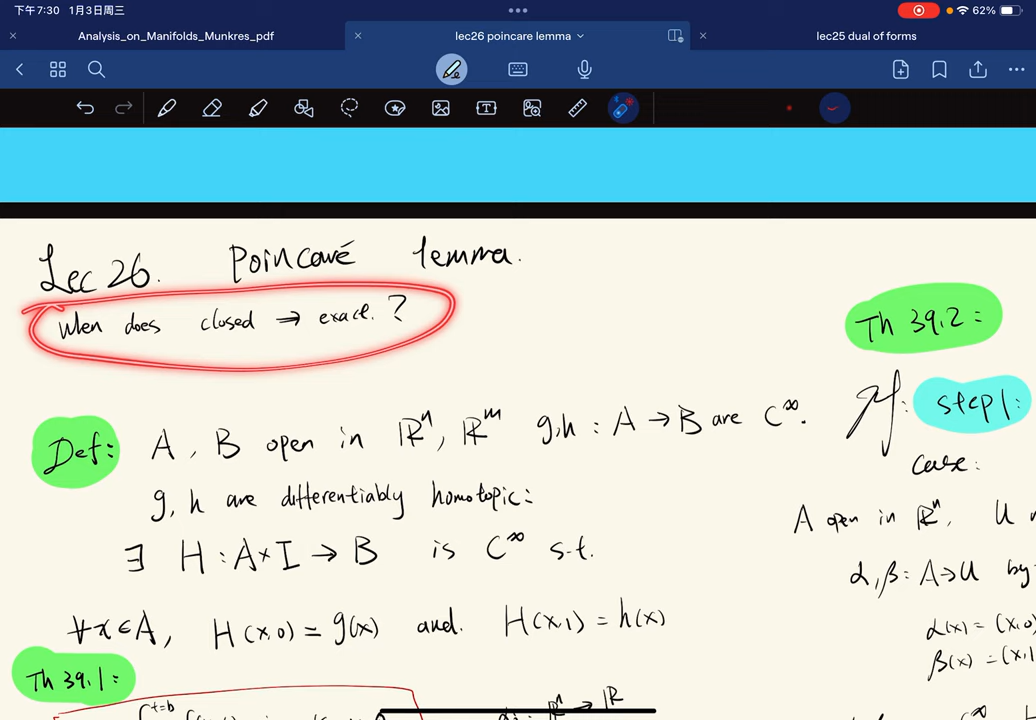 下午7:30 1月3日周三
62%
Analysis_on_Manifolds_Munkres_pdf
lec26 poincare lemma
lec25 dual of forms
Lec 26. Poincaré lemma.
When does closed ⇒ exact. ?
Def: A, B open in ℝⁿ, ℝᵐ g,h : A → B are C^∞.
g, h are differentiably homotopic:
∃ H : A×I → B is C^∞ s.t.
∀x∈A, H(x,0) = g(x) and. H(x,1) = h(x)
Th 39.1:
t=b
Th 39.2:
pf: step1:
case:
A open in ℝⁿ, U
α,β: A→U by
α(x) = (x,0)
β(x) = (x,1